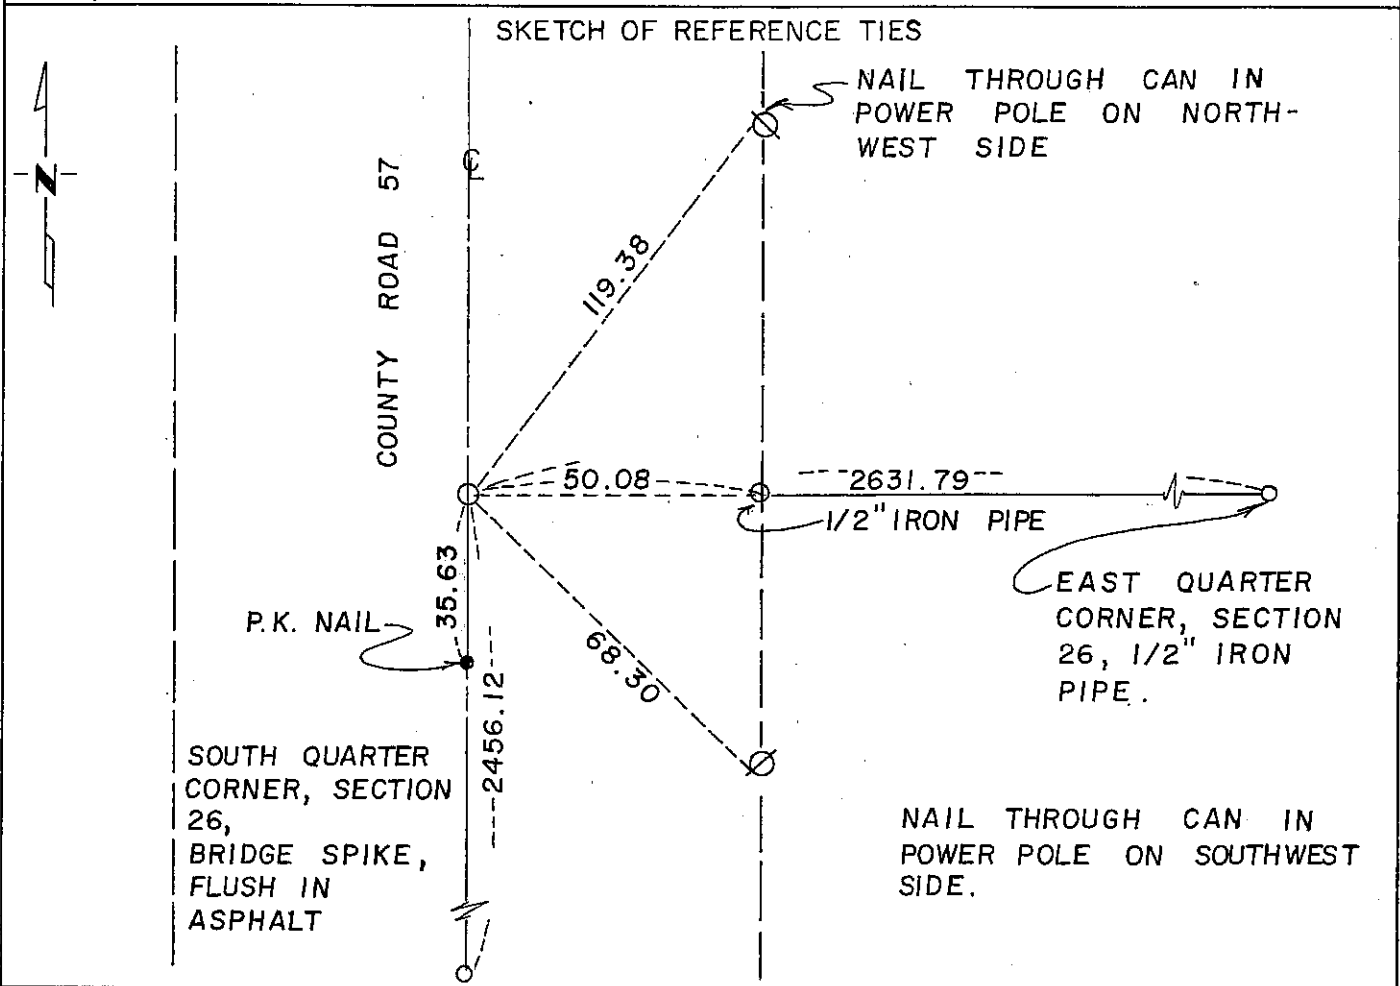 SKETCH OF REFERENCE TIES
NAIL THROUGH CAN IN
POWER POLE ON NORTH-
WEST SIDE
N
COUNTY ROAD 57
℄
119.38
50.08
2631.79
1/2" IRON PIPE
35.63
P.K. NAIL
68.30
2456.12
EAST QUARTER
CORNER, SECTION
26, 1/2" IRON
PIPE.
SOUTH QUARTER
CORNER, SECTION
26,
BRIDGE SPIKE,
FLUSH IN
ASPHALT
NAIL THROUGH CAN IN
POWER POLE ON SOUTHWEST
SIDE.